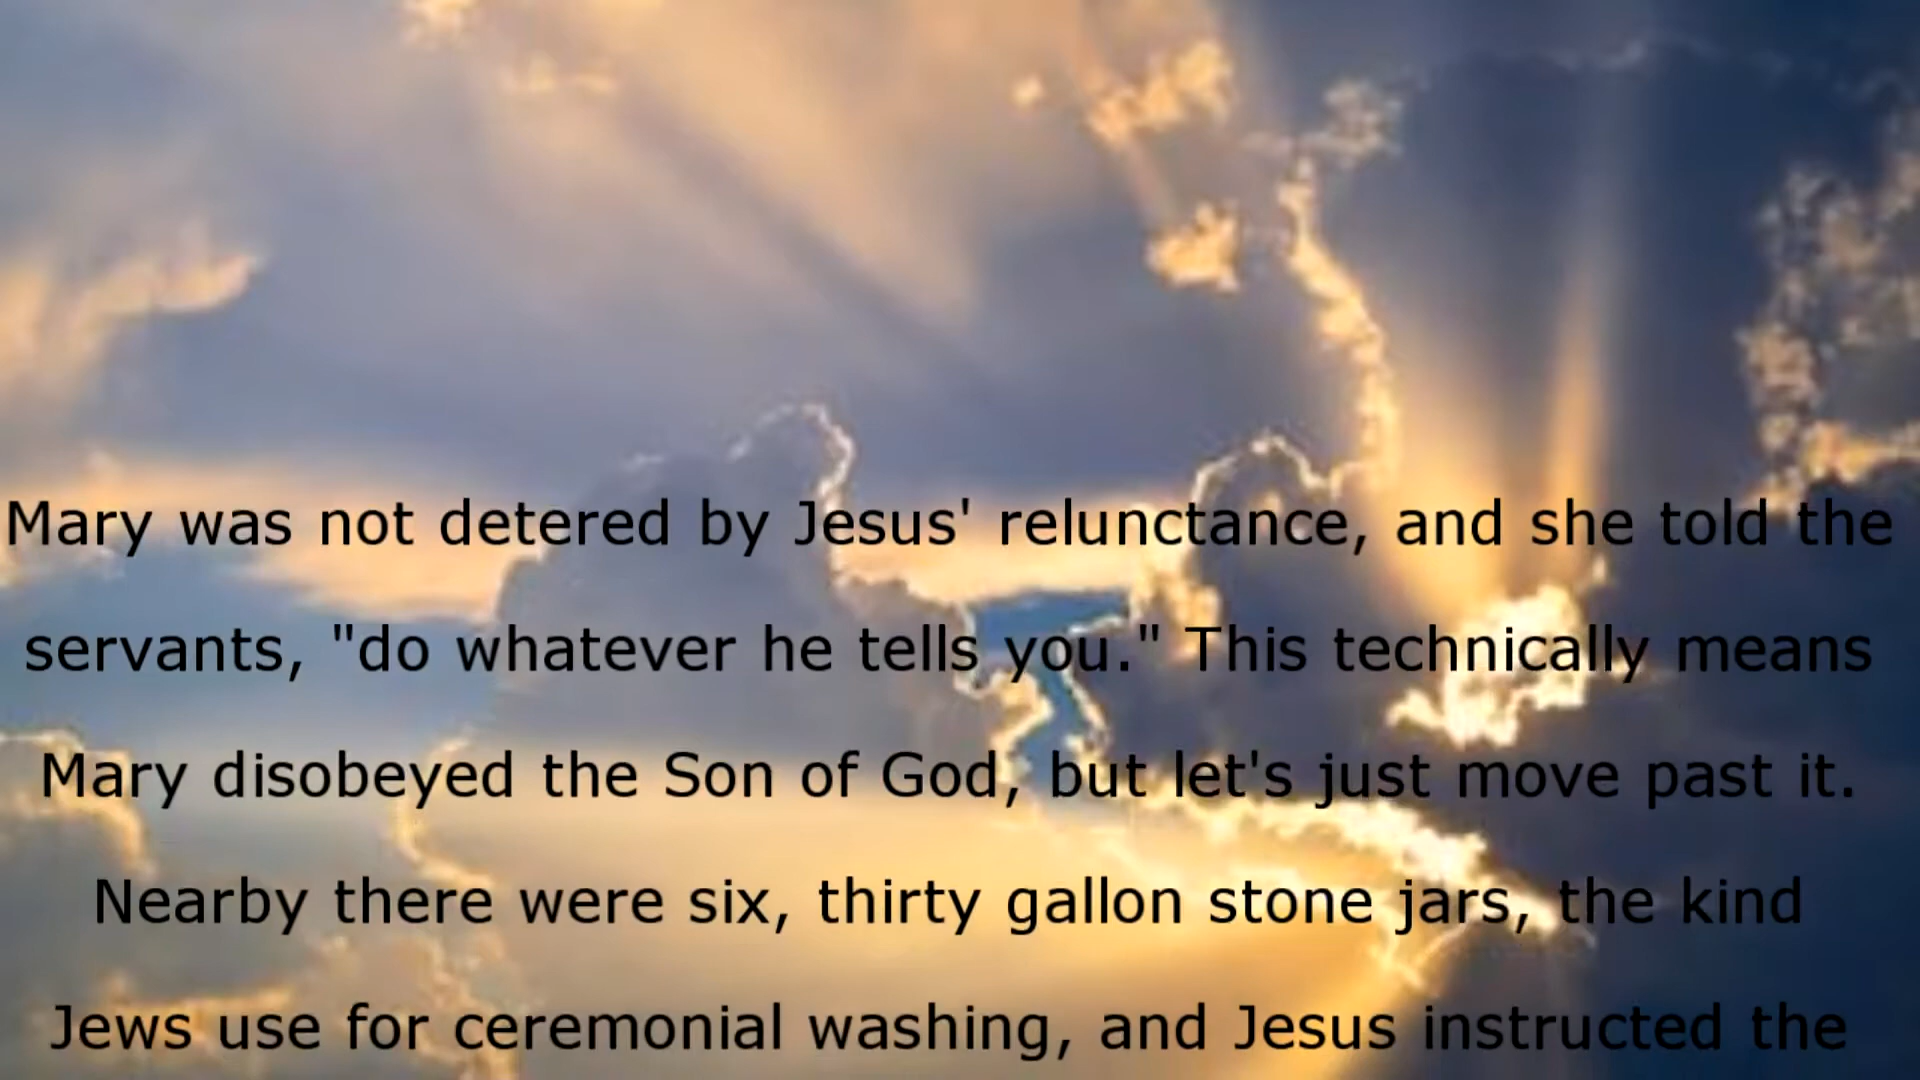 Mary was not detered by Jesus' relunctance, and she told the
servants, "do whatever he tells you." This technically means
Mary disobeyed the Son of God, but let's just move past it.
Nearby there were six, thirty gallon stone jars, the kind
Jews use for ceremonial washing, and Jesus instructed the